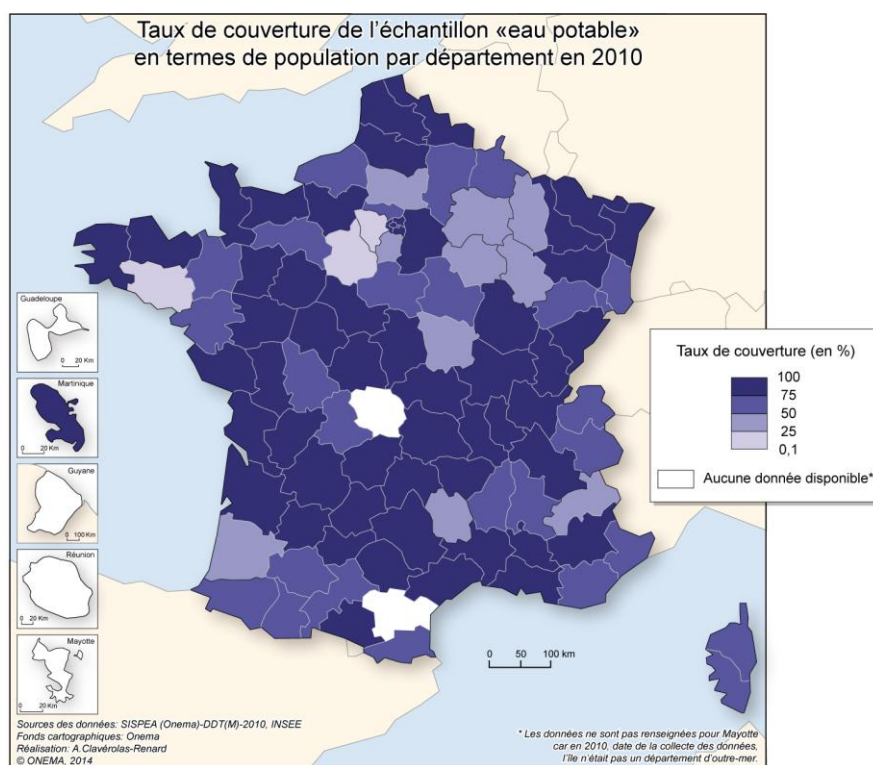 Taux de couverture de l'échantillon «eau potable»
en termes de population par département en 2010
Guadeloupe
0 20 Km
Martinique
0 20 Km
Guyane
0 100 Km
Réunion
0 20 Km
Mayotte
0 20 Km
Taux de couverture (en %)
100
75
50
25
0,1
Aucune donnée disponible*
0 50 100 km
Sources des données: SISPEA (Onema)-DDT(M)-2010, INSEE
Fonds cartographiques: Onema
Réalisation: A.Clavérolas-Renard
© ONEMA, 2014
* Les données ne sont pas renseignées pour Mayotte
car en 2010, date de la collecte des données,
l'île n'était pas un département d'outre-mer.